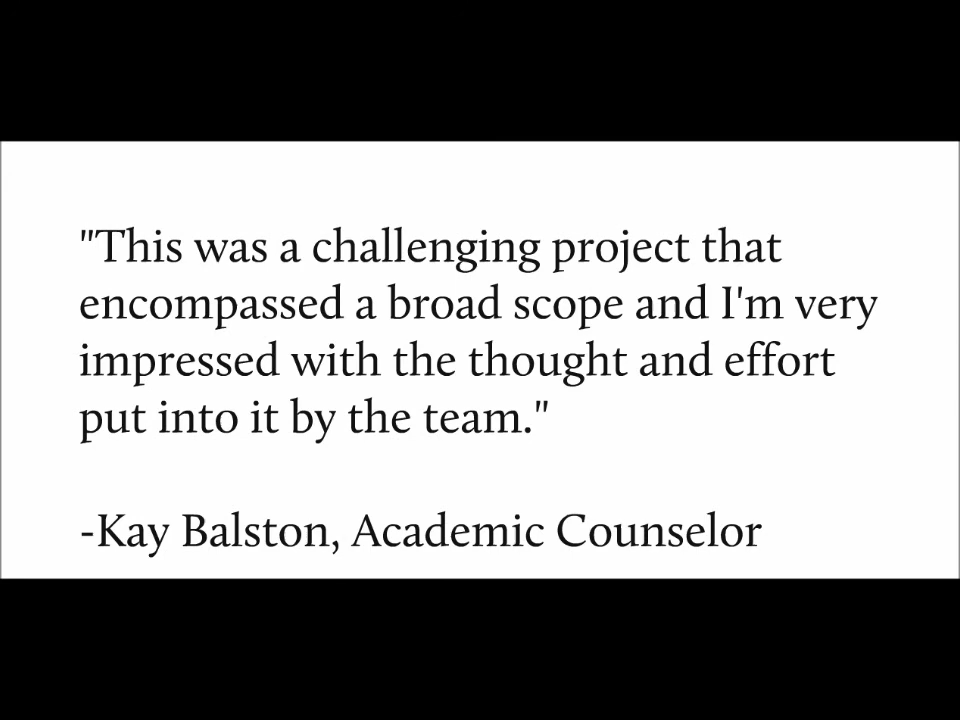 "This was a challenging project that
encompassed a broad scope and I'm very
impressed with the thought and effort
put into it by the team."
-Kay Balston, Academic Counselor